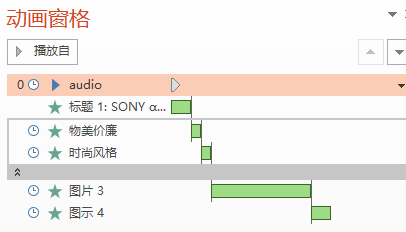 动画窗格
播放自
0 audio
标题 1: SONY α...
物美价廉
时尚风格
图片 3
图示 4